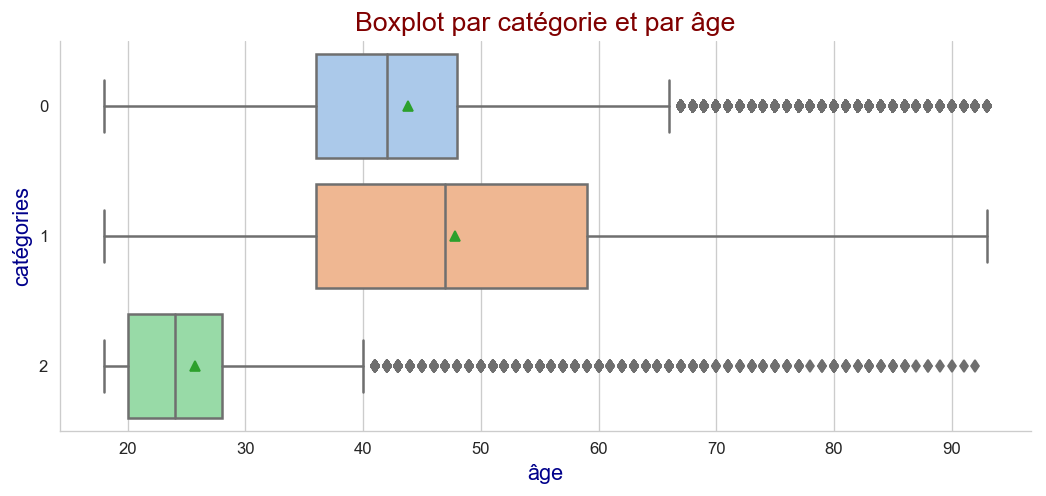 Boxplot par catégorie et par âge
0
1
2
catégories
20 30 40 50 60 70 80 90
âge